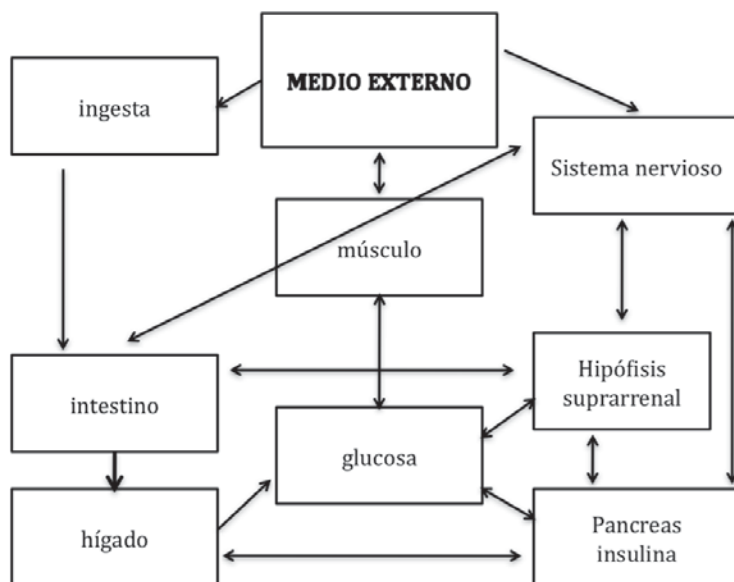 MEDIO EXTERNO
ingesta
Sistema nervioso
músculo
Hipófisis
suprarrenal
intestino
glucosa
hígado
Pancreas
insulina